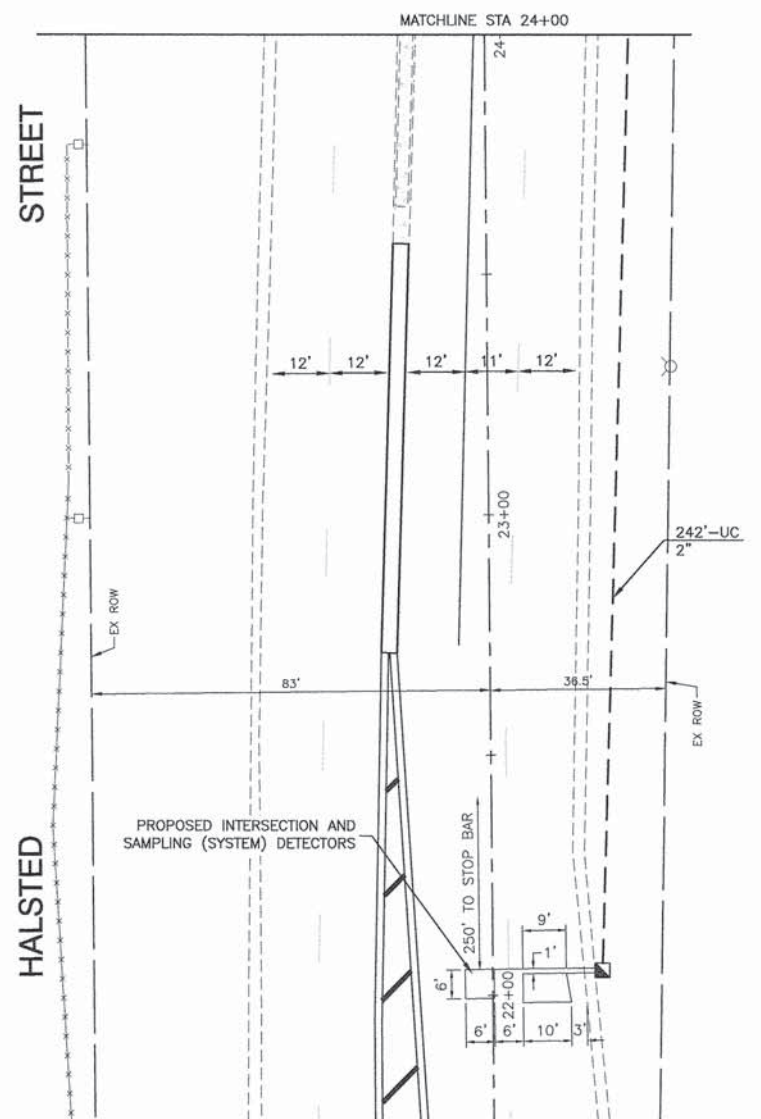 MATCHLINE STA 24+00
24
STREET
12'
12'
12'
11'
12'
23+00
242'-UC
2"
EX ROW
83'
36.5'
EX ROW
PROPOSED INTERSECTION AND
SAMPLING (SYSTEM) DETECTORS
250' TO STOP BAR
HALSTED
9'
1'
6'
22+00
6'
6'
10'
3'